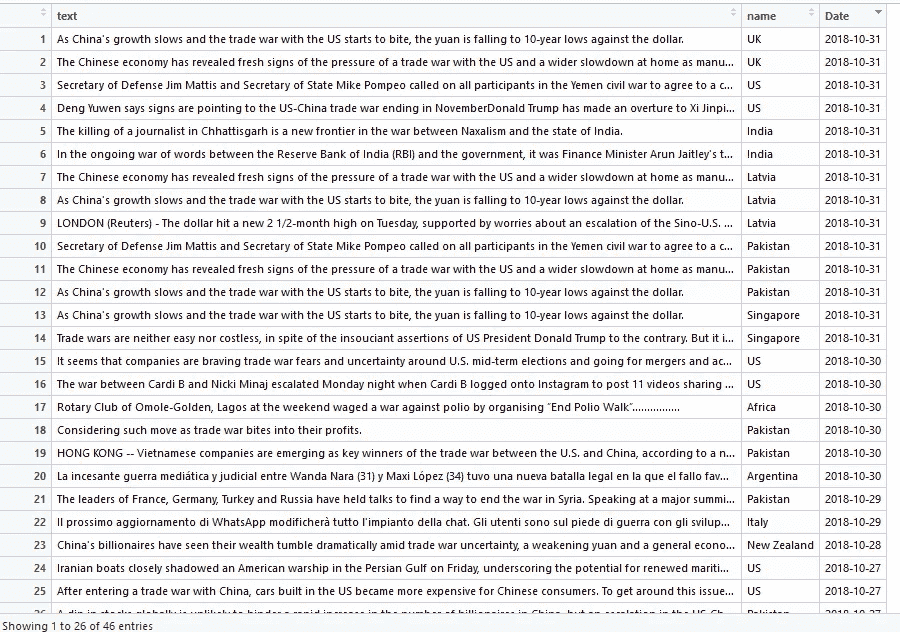 text name Date
1 As China's growth slows and the trade war with the US starts to bite, the yuan is falling to 10-year lows against the dollar. UK 2018-10-31
2 The Chinese economy has revealed fresh signs of the pressure of a trade war with the US and a wider slowdown at home as manu... UK 2018-10-31
3 Secretary of Defense Jim Mattis and Secretary of State Mike Pompeo called on all participants in the Yemen civil war to agree to a c... US 2018-10-31
4 Deng Yuwen says signs are pointing to the US-China trade war ending in NovemberDonald Trump has made an overture to Xi Jinpi... US 2018-10-31
5 The killing of a journalist in Chhattisgarh is a new frontier in the war between Naxalism and the state of India. India 2018-10-31
6 In the ongoing war of words between the Reserve Bank of India (RBI) and the government, it was Finance Minister Arun Jaitley's t... India 2018-10-31
7 The Chinese economy has revealed fresh signs of the pressure of a trade war with the US and a wider slowdown at home as manu... Latvia 2018-10-31
8 As China's growth slows and the trade war with the US starts to bite, the yuan is falling to 10-year lows against the dollar. Latvia 2018-10-31
9 LONDON (Reuters) - The dollar hit a new 2 1/2-month high on Tuesday, supported by worries about an escalation of the Sino-U.S. ... Latvia 2018-10-31
10 Secretary of Defense Jim Mattis and Secretary of State Mike Pompeo called on all participants in the Yemen civil war to agree to a c... Pakistan 2018-10-31
11 The Chinese economy has revealed fresh signs of the pressure of a trade war with the US and a wider slowdown at home as manu... Pakistan 2018-10-31
12 As China's growth slows and the trade war with the US starts to bite, the yuan is falling to 10-year lows against the dollar. Pakistan 2018-10-31
13 As China's growth slows and the trade war with the US starts to bite, the yuan is falling to 10-year lows against the dollar. Singapore 2018-10-31
14 Trade wars are neither easy nor costless, in spite of the insouciant assertions of US President Donald Trump to the contrary. But it i... Singapore 2018-10-31
15 It seems that companies are braving trade war fears and uncertainty around U.S. mid-term elections and going for mergers and ac... US 2018-10-30
16 The war between Cardi B and Nicki Minaj escalated Monday night when Cardi B logged onto Instagram to post 11 videos sharing ... US 2018-10-30
17 Rotary Club of Omole-Golden, Lagos at the weekend waged a war against polio by organising "End Polio Walk"................ Africa 2018-10-30
18 Considering such move as trade war bites into their profits. Pakistan 2018-10-30
19 HONG KONG -- Vietnamese companies are emerging as key winners of the trade war between the U.S. and China, according to a n... Pakistan 2018-10-30
20 La incesante guerra mediática y judicial entre Wanda Nara (31) y Maxi López (34) tuvo una nueva batalla legal en la que el fallo fav... Argentina 2018-10-30
21 The leaders of France, Germany, Turkey and Russia have held talks to find a way to end the war in Syria. Speaking at a major summi... Pakistan 2018-10-29
22 Il prossimo aggiornamento di WhatsApp modificherà tutto l'impianto della chat. Gli utenti sono sul piede di guerra con gli svilup... Italy 2018-10-29
23 China's billionaires have seen their wealth tumble dramatically amid trade war uncertainty, a weakening yuan and a general econo... New Zealand 2018-10-28
24 Iranian boats closely shadowed an American warship in the Persian Gulf on Friday, underscoring the potential for renewed mariti... US 2018-10-27
25 After entering a trade war with China, cars built in the US became more expensive for Chinese consumers. To get around this issue... US 2018-10-27
Showing 1 to 26 of 46 entries